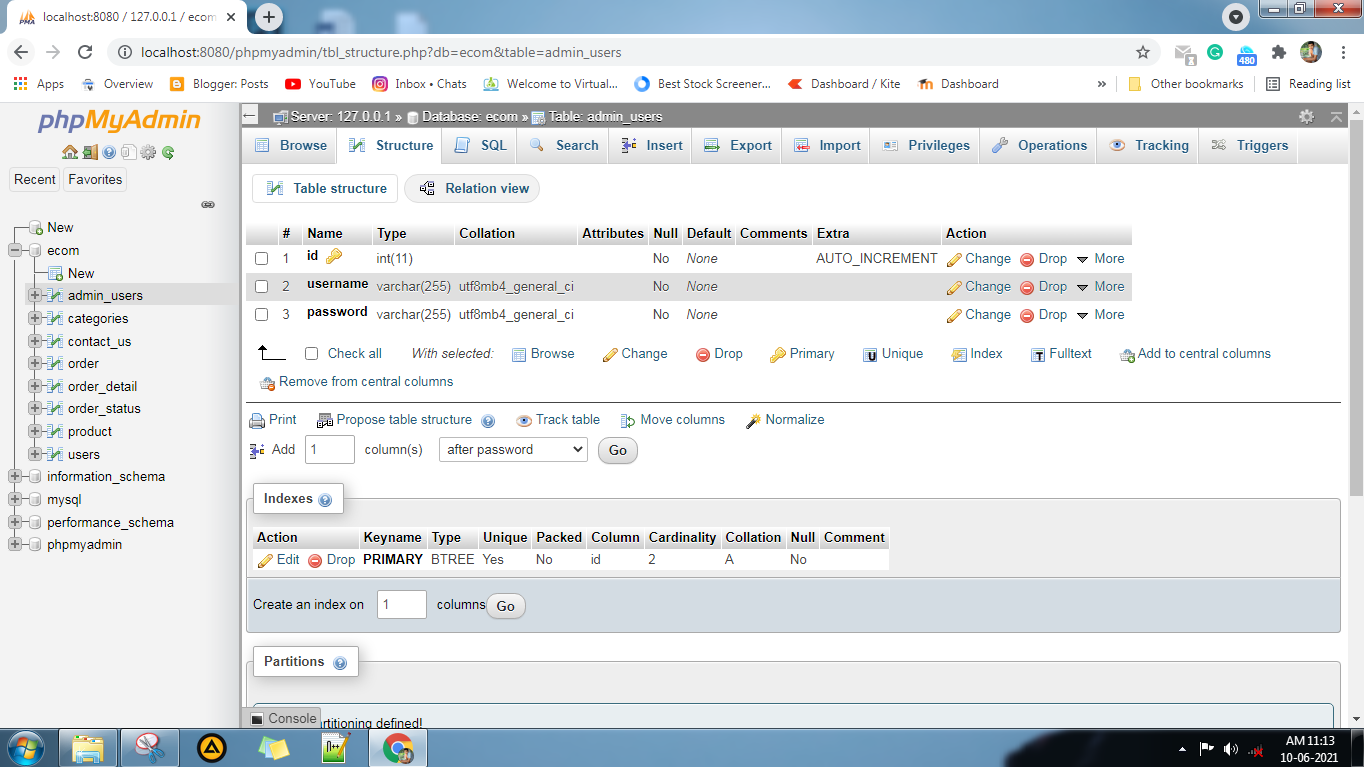 localhost:8080 / 127.0.0.1 / ecom
localhost:8080/phpmyadmin/tbl_structure.php?db=ecom&table=admin_users
480
Apps Overview Blogger: Posts YouTube Inbox • Chats Welcome to Virtual... Best Stock Screener... Dashboard / Kite Dashboard » Other bookmarks Reading list
phpMyAdmin
Recent Favorites
New
ecom
New
admin_users
categories
contact_us
order
order_detail
order_status
product
users
information_schema
mysql
performance_schema
phpmyadmin
Server: 127.0.0.1 » Database: ecom » Table: admin_users
Browse Structure SQL Search Insert Export Import Privileges Operations Tracking Triggers
Table structure Relation view
# Name Type Collation Attributes Null Default Comments Extra Action
1 id int(11) No None AUTO_INCREMENT Change Drop More
2 username varchar(255) utf8mb4_general_ci No None Change Drop More
3 password varchar(255) utf8mb4_general_ci No None Change Drop More
Check all With selected: Browse Change Drop Primary Unique Index Fulltext Add to central columns
Remove from central columns
Print Propose table structure Track table Move columns Normalize
Add 1 column(s) after password Go
Indexes
Action Keyname Type Unique Packed Column Cardinality Collation Null Comment
Edit Drop PRIMARY BTREE Yes No id 2 A No
Create an index on 1 columns Go
Partitions
Console rtitioning defined!
AM 11:13
10-06-2021